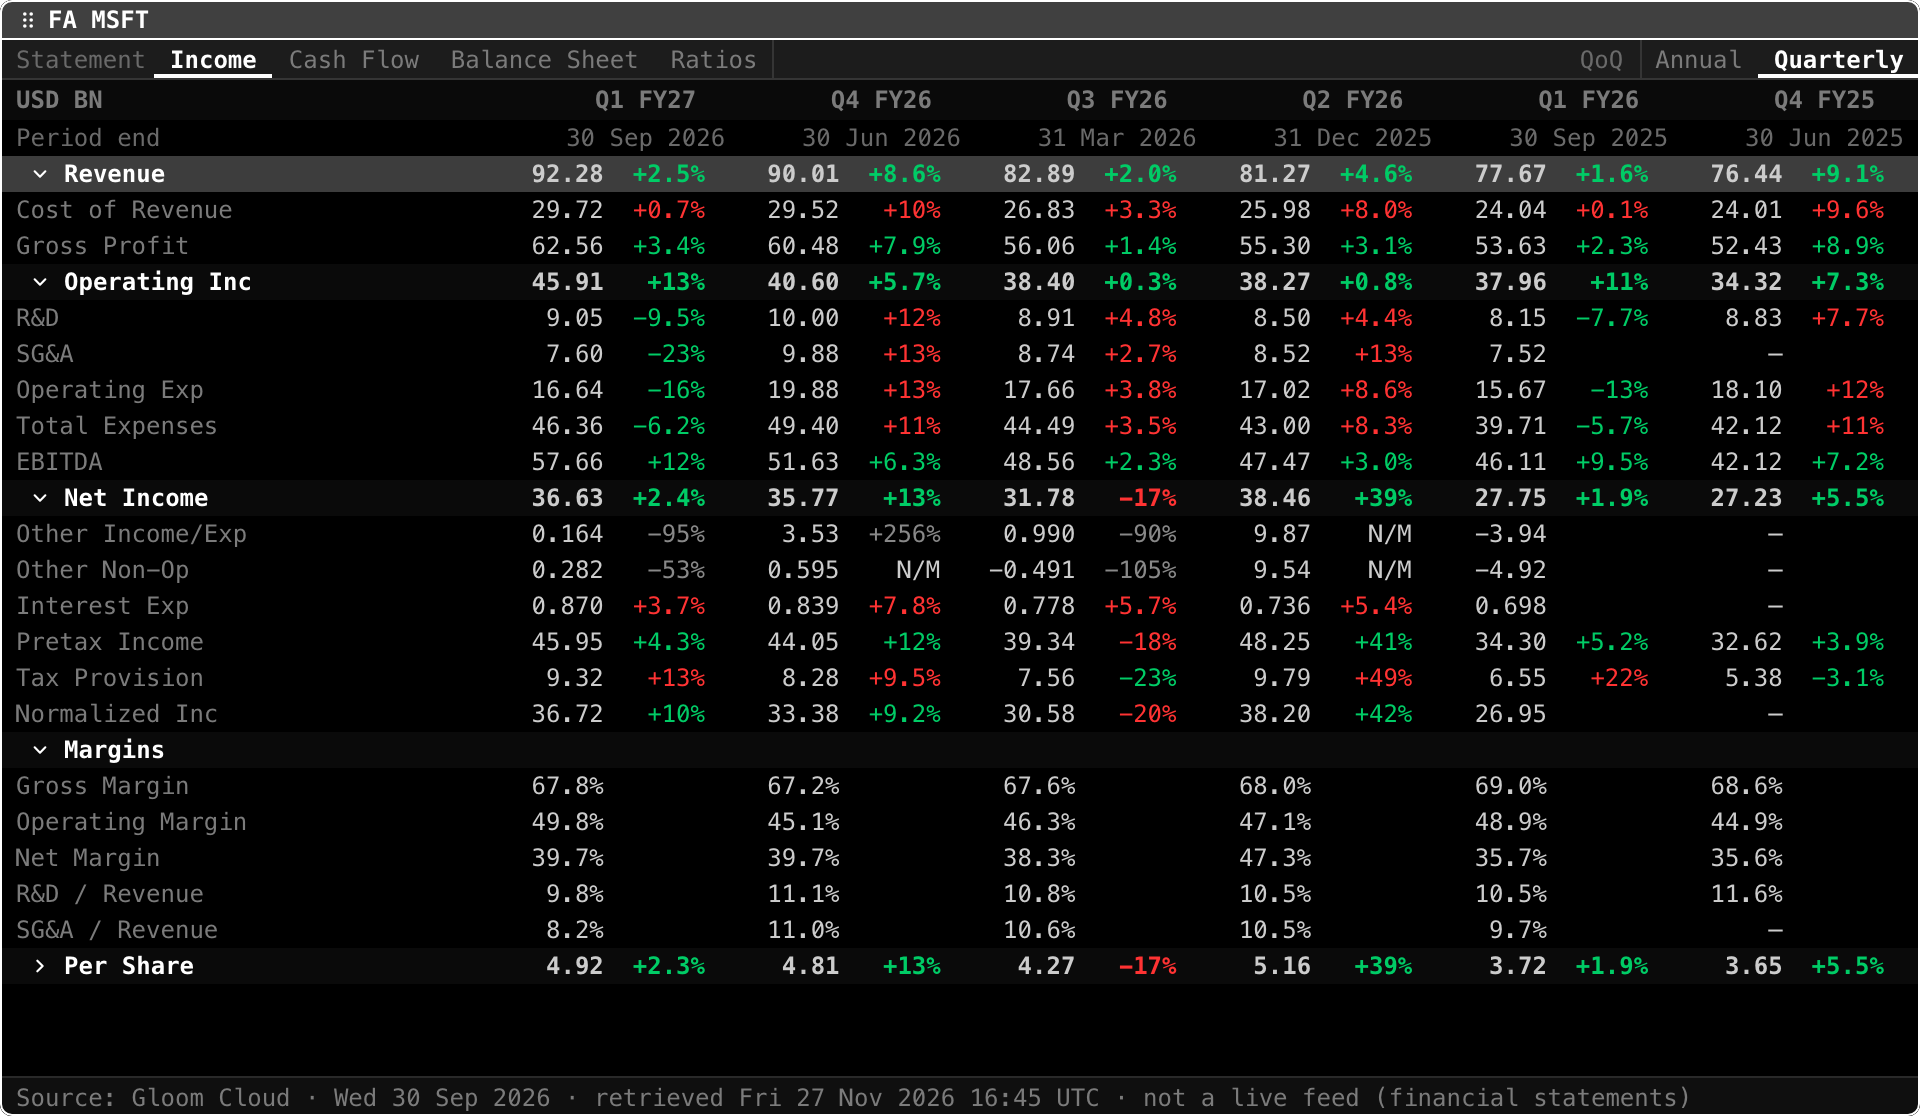 ⠿ FA MSFT
Statement Income Cash Flow Balance Sheet Ratios QoQ Annual Quarterly
USD BN Q1 FY27 Q4 FY26 Q3 FY26 Q2 FY26 Q1 FY26 Q4 FY25
Period end 30 Sep 2026 30 Jun 2026 31 Mar 2026 31 Dec 2025 30 Sep 2025 30 Jun 2025
Revenue 92.28 +2.5% 90.01 +8.6% 82.89 +2.0% 81.27 +4.6% 77.67 +1.6% 76.44 +9.1%
Cost of Revenue 29.72 +0.7% 29.52 +10% 26.83 +3.3% 25.98 +8.0% 24.04 +0.1% 24.01 +9.6%
Gross Profit 62.56 +3.4% 60.48 +7.9% 56.06 +1.4% 55.30 +3.1% 53.63 +2.3% 52.43 +8.9%
Operating Inc 45.91 +13% 40.60 +5.7% 38.40 +0.3% 38.27 +0.8% 37.96 +11% 34.32 +7.3%
R&D 9.05 −9.5% 10.00 +12% 8.91 +4.8% 8.50 +4.4% 8.15 −7.7% 8.83 +7.7%
SG&A 7.60 −23% 9.88 +13% 8.74 +2.7% 8.52 +13% 7.52 —
Operating Exp 16.64 −16% 19.88 +13% 17.66 +3.8% 17.02 +8.6% 15.67 −13% 18.10 +12%
Total Expenses 46.36 −6.2% 49.40 +11% 44.49 +3.5% 43.00 +8.3% 39.71 −5.7% 42.12 +11%
EBITDA 57.66 +12% 51.63 +6.3% 48.56 +2.3% 47.47 +3.0% 46.11 +9.5% 42.12 +7.2%
Net Income 36.63 +2.4% 35.77 +13% 31.78 −17% 38.46 +39% 27.75 +1.9% 27.23 +5.5%
Other Income/Exp 0.164 −95% 3.53 +256% 0.990 −90% 9.87 N/M −3.94 —
Other Non−Op 0.282 −53% 0.595 N/M −0.491 −105% 9.54 N/M −4.92 —
Interest Exp 0.870 +3.7% 0.839 +7.8% 0.778 +5.7% 0.736 +5.4% 0.698 —
Pretax Income 45.95 +4.3% 44.05 +12% 39.34 −18% 48.25 +41% 34.30 +5.2% 32.62 +3.9%
Tax Provision 9.32 +13% 8.28 +9.5% 7.56 −23% 9.79 +49% 6.55 +22% 5.38 −3.1%
Normalized Inc 36.72 +10% 33.38 +9.2% 30.58 −20% 38.20 +42% 26.95 —
Margins
Gross Margin 67.8% 67.2% 67.6% 68.0% 69.0% 68.6%
Operating Margin 49.8% 45.1% 46.3% 47.1% 48.9% 44.9%
Net Margin 39.7% 39.7% 38.3% 47.3% 35.7% 35.6%
R&D / Revenue 9.8% 11.1% 10.8% 10.5% 10.5% 11.6%
SG&A / Revenue 8.2% 11.0% 10.6% 10.5% 9.7% —
Per Share 4.92 +2.3% 4.81 +13% 4.27 −17% 5.16 +39% 3.72 +1.9% 3.65 +5.5%
Source: Gloom Cloud · Wed 30 Sep 2026 · retrieved Fri 27 Nov 2026 16:45 UTC · not a live feed (financial statements)